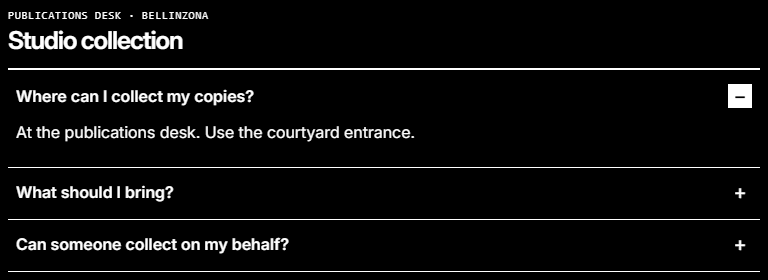 PUBLICATIONS DESK · BELLINZONA
Studio collection
Where can I collect my copies?
−
At the publications desk. Use the courtyard entrance.
What should I bring?
+
Can someone collect on my behalf?
+